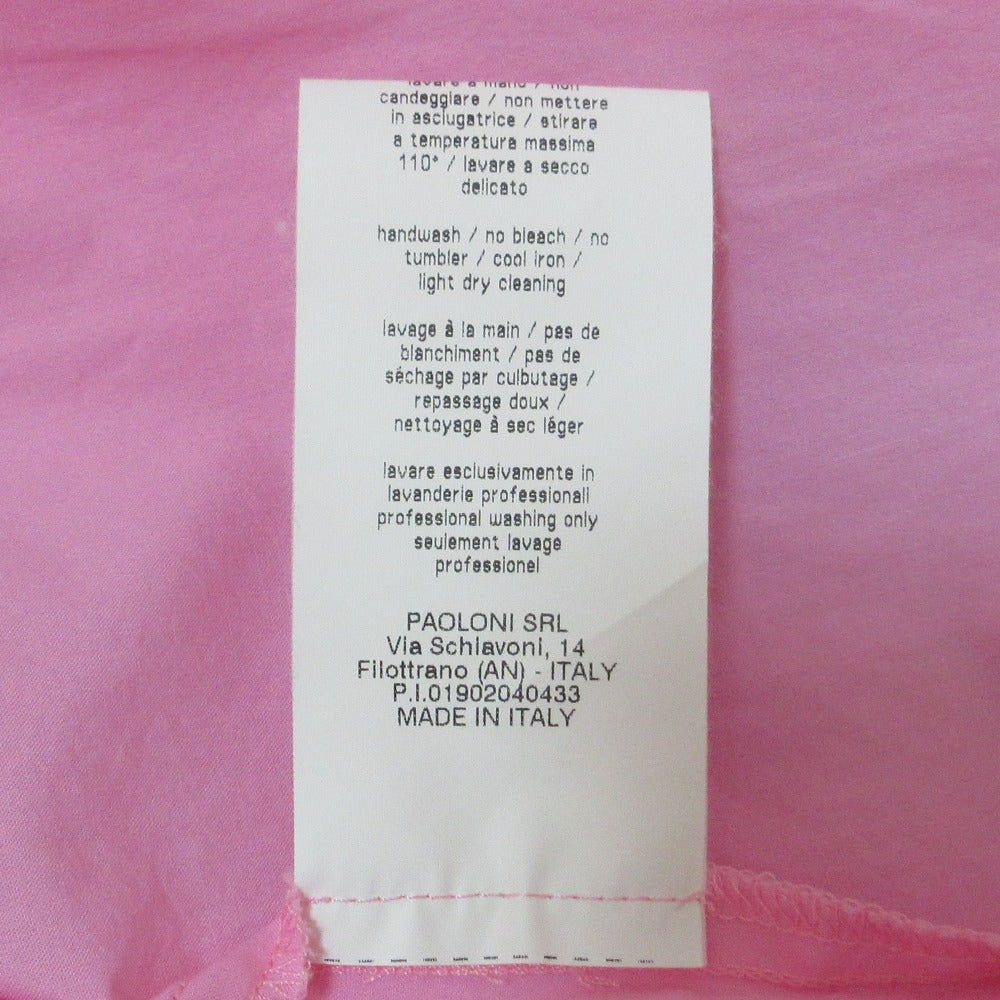 lavare a mano / non
candeggiare / non mettere
in asciugatrice / stirare
a temperatura massima
110° / lavare a secco
delicato
handwash / no bleach / no
tumbler / cool iron /
light dry cleaning
lavage à la main / pas de
blanchiment / pas de
séchage par culbutage /
repassage doux /
nettoyage à sec léger
lavare esclusivamente in
lavanderie professionali
professional washing only
seulement lavage
professionel
PAOLONI SRL
Via Schiavoni, 14
Filottrano (AN) - ITALY
P.I.01902040433
MADE IN ITALY